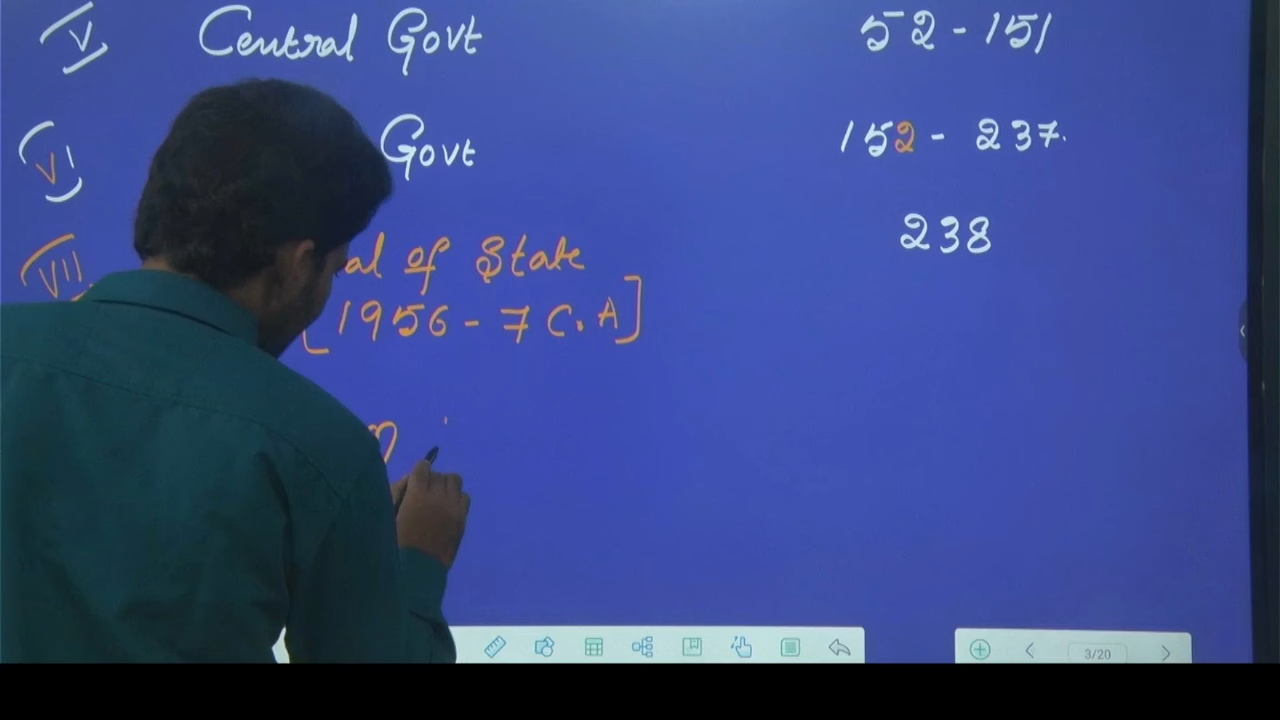 V Central Govt 52-151
VI Govt 152-237.
VII al of State 238
[1956-7 C.A]
3/20